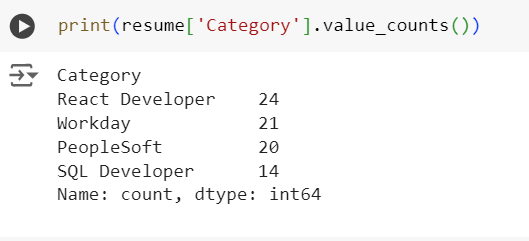 print(resume['Category'].value_counts())
Category
React Developer    24
Workday            21
PeopleSoft         20
SQL Developer      14
Name: count, dtype: int64